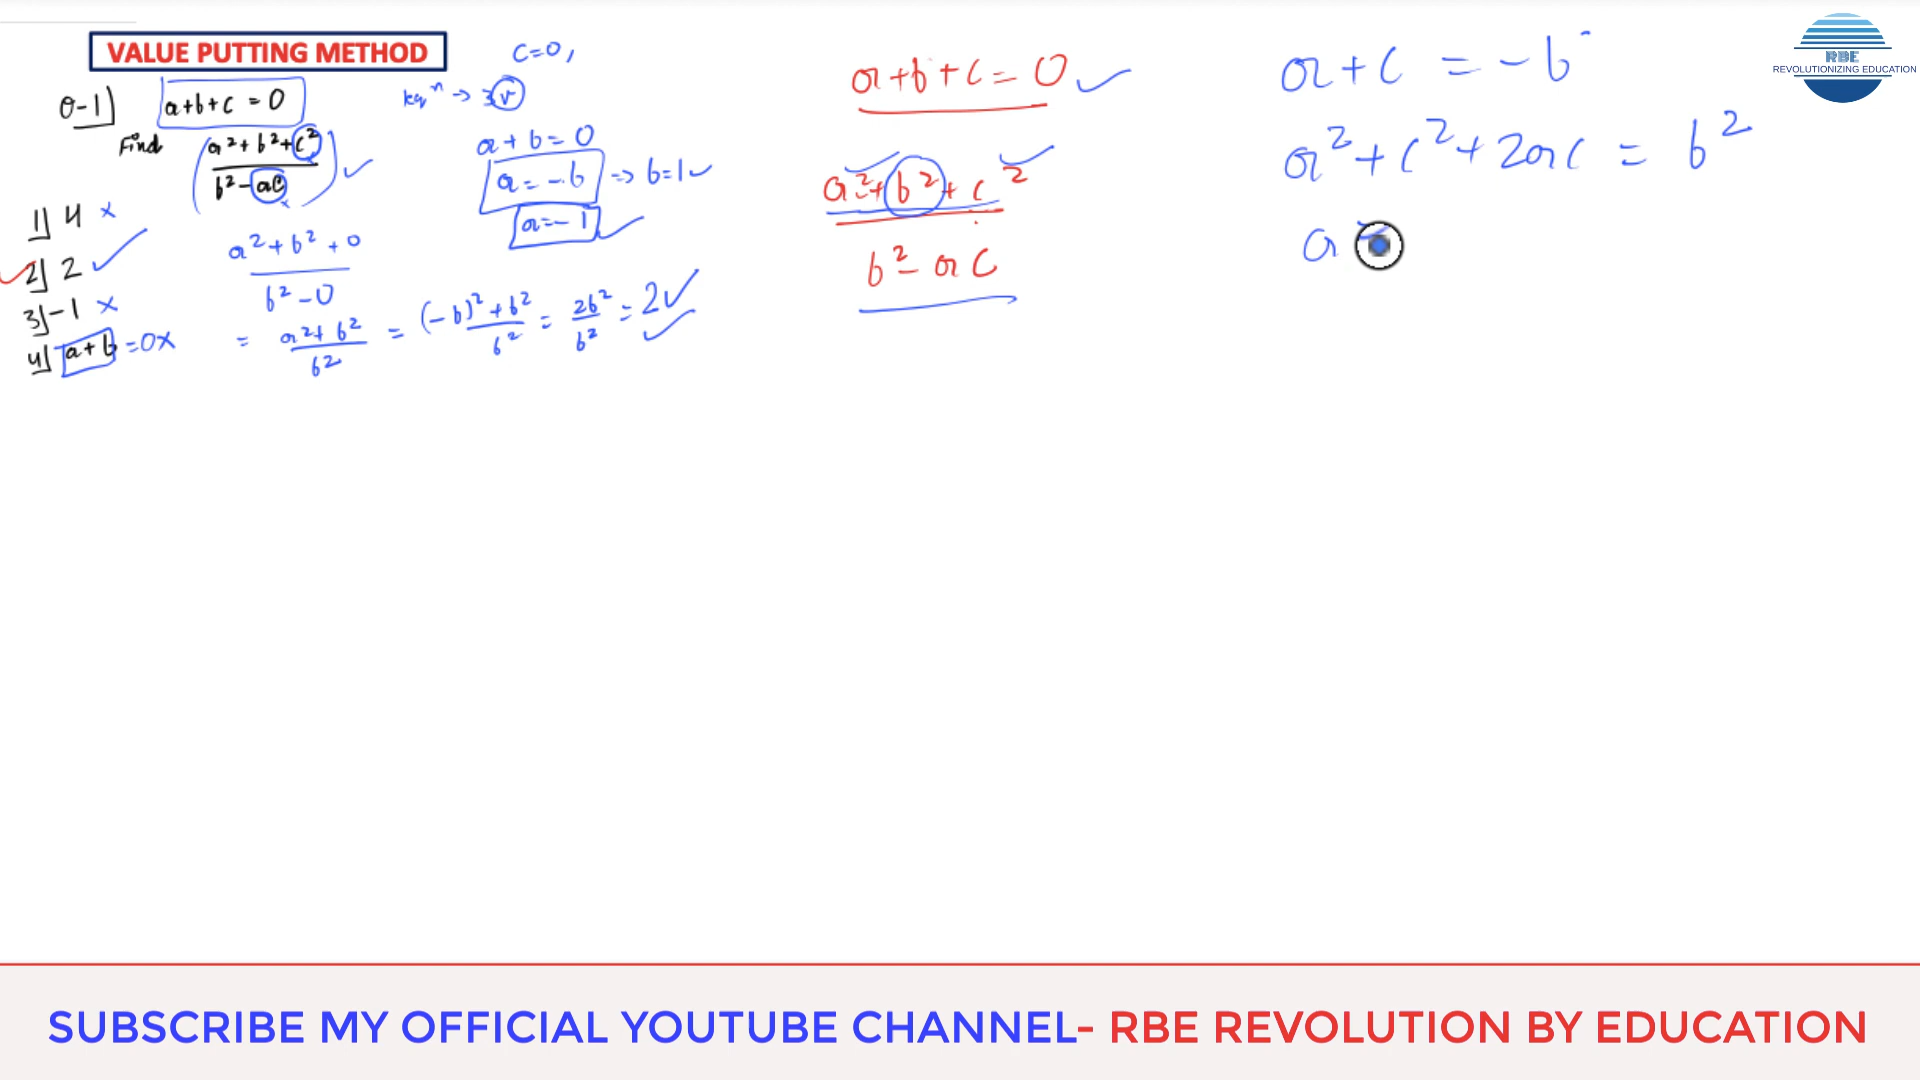 VALUE PUTTING METHOD
Q-1] a+b+c = 0
Find a²+b²+c² / b²-ac
1] 4 ×
2] 2 ✓
3] -1 ×
4] a+b = 0 ×
a²+b²+0 / b²-0
= a²+b² / b² = (-b)²+b² / b² = 2b² / b² = 2 ✓
c=0,
eqⁿ → 3 v
a+b=0
a=-b ⇒ b=1 ✓
a=-1 ✓
a+b+c=0 ✓
a²+b²+c²
b²-ac
a+c = -b
a²+c²+2ac = b²
a
RBE
REVOLUTIONIZING EDUCATION
SUBSCRIBE MY OFFICIAL YOUTUBE CHANNEL- RBE REVOLUTION BY EDUCATION